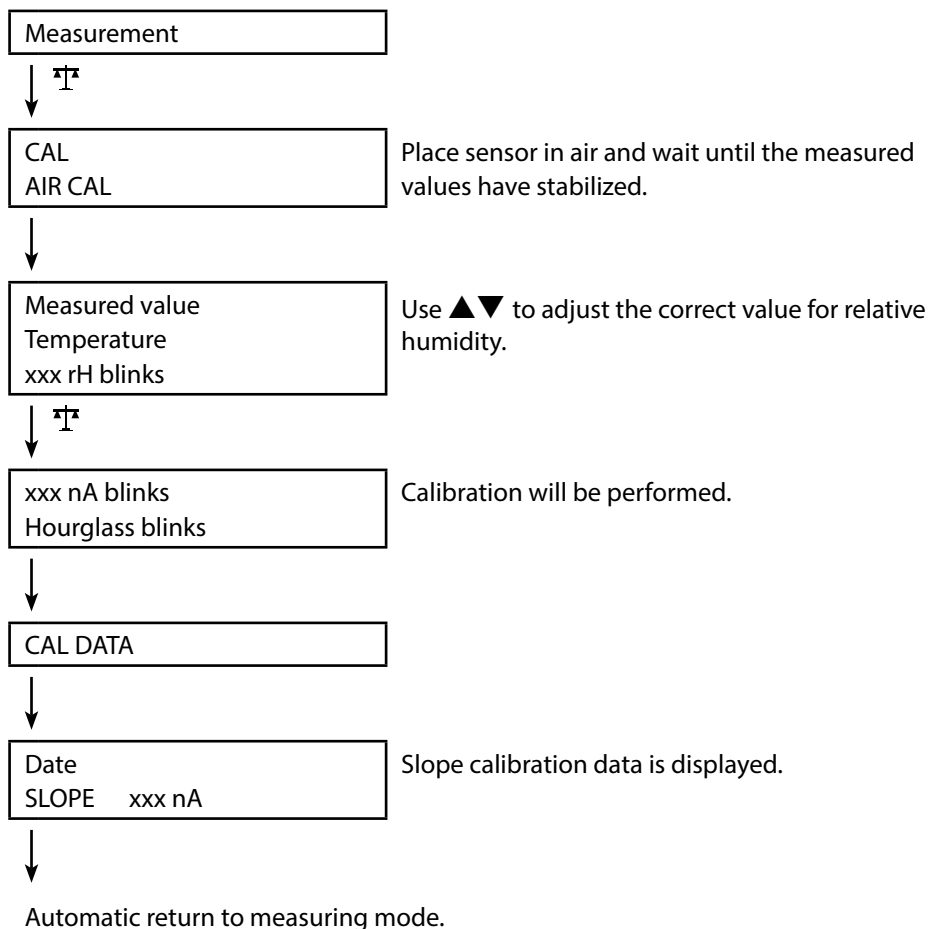 Measurement
CAL
AIR CAL
Place sensor in air and wait until the measured
values have stabilized.
Measured value
Temperature
xxx rH blinks
Use ▲▼ to adjust the correct value for relative
humidity.
xxx nA blinks
Hourglass blinks
Calibration will be performed.
CAL DATA
Date
SLOPE xxx nA
Slope calibration data is displayed.
Automatic return to measuring mode.